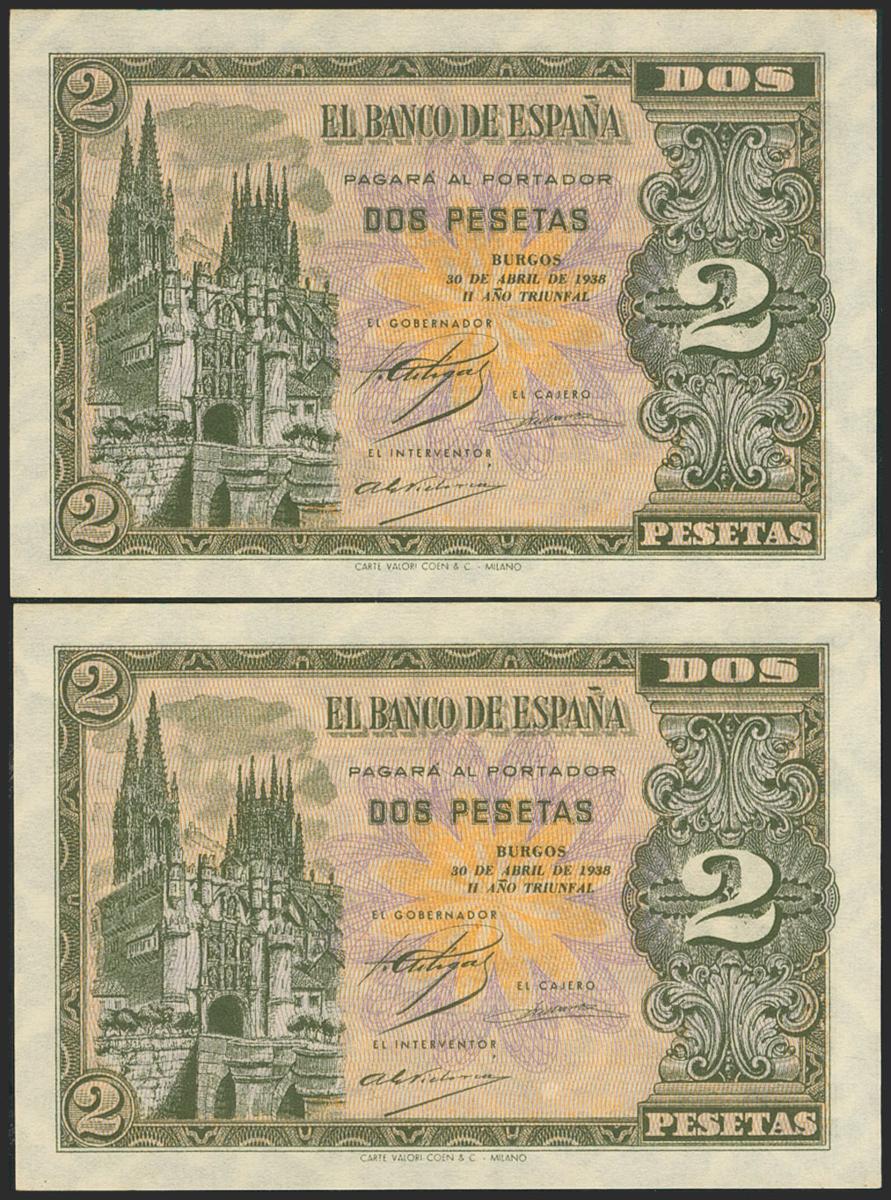 2
DOS
EL BANCO DE ESPAÑA
PAGARÁ AL PORTADOR
DOS PESETAS
BURGOS
30 DE ABRIL DE 1938
II AÑO TRIUNFAL
2
EL GOBERNADOR
EL CAJERO
EL INTERVENTOR
2
PESETAS
CARTE VALORI COEN & C. - MILANO
2
DOS
EL BANCO DE ESPAÑA
PAGARÁ AL PORTADOR
DOS PESETAS
BURGOS
30 DE ABRIL DE 1938
II AÑO TRIUNFAL
2
EL GOBERNADOR
EL CAJERO
EL INTERVENTOR
2
PESETAS
CARTE VALORI COEN & C. - MILANO